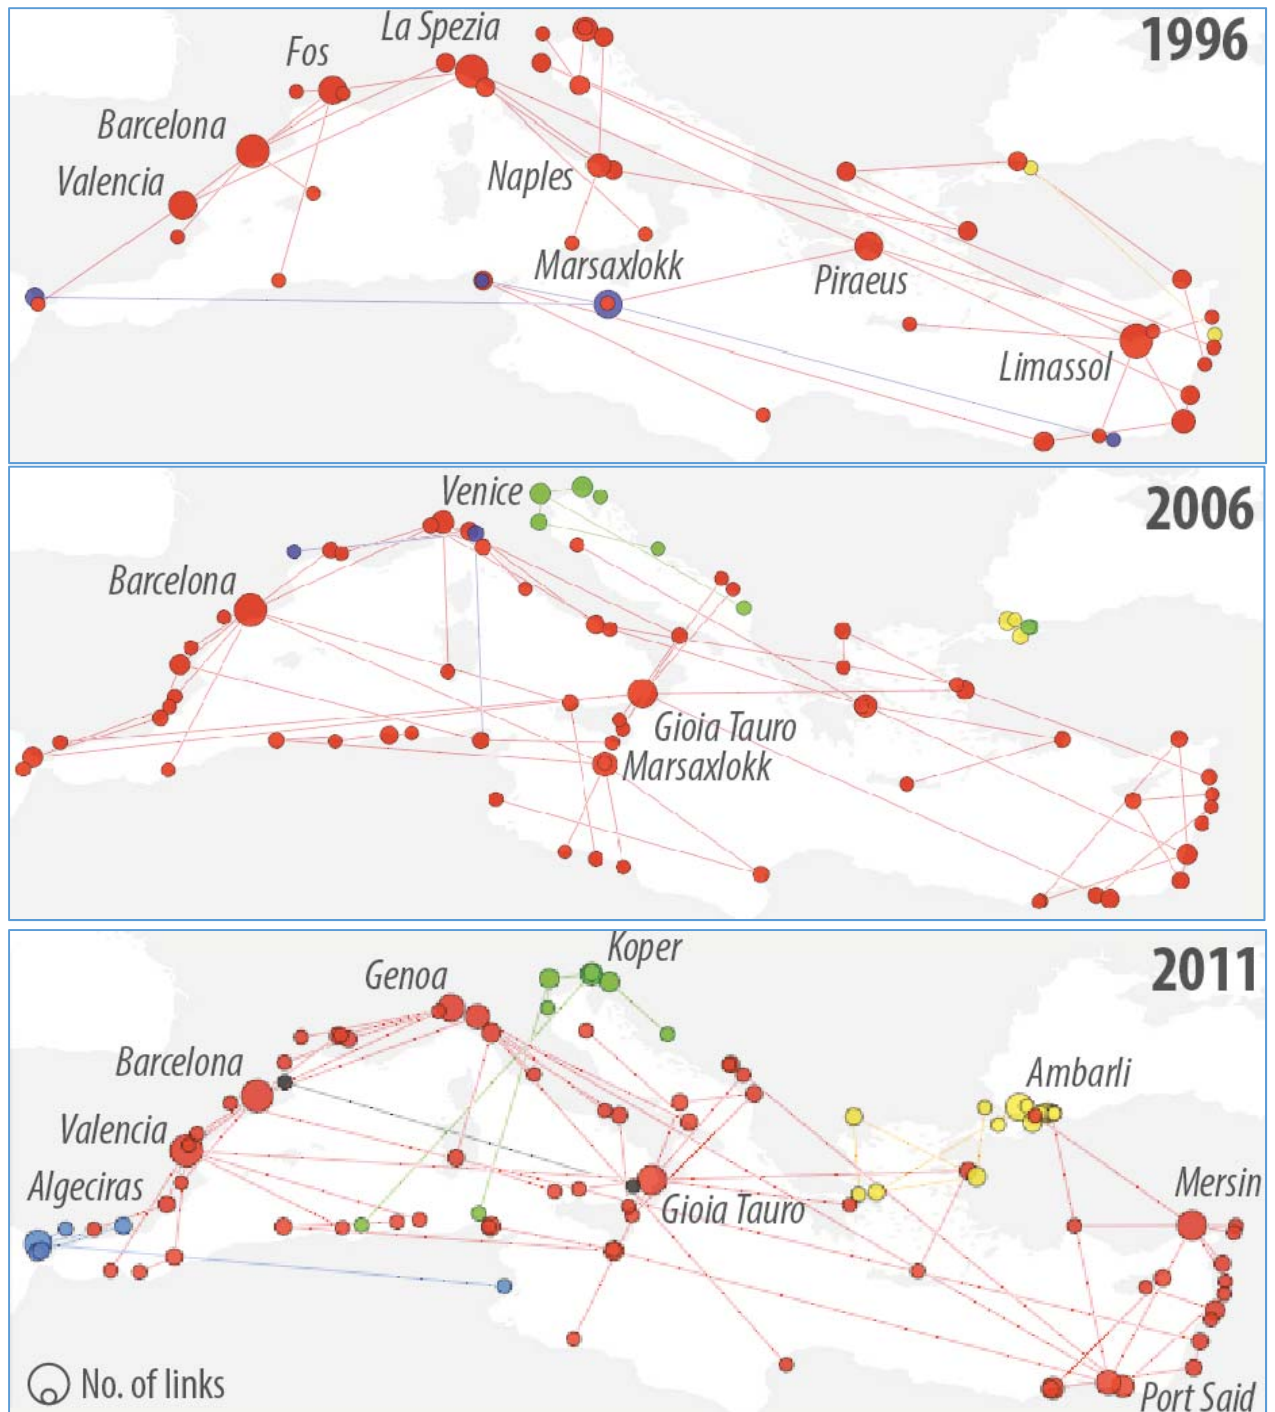 1996
La Spezia
Fos
Barcelona
Valencia
Naples
Marsaxlokk
Piraeus
Limassol
2006
Venice
Barcelona
Gioia Tauro
Marsaxlokk
2011
Koper
Genoa
Barcelona
Ambarli
Valencia
Algeciras
Mersin
Gioia Tauro
No. of links
Port Said